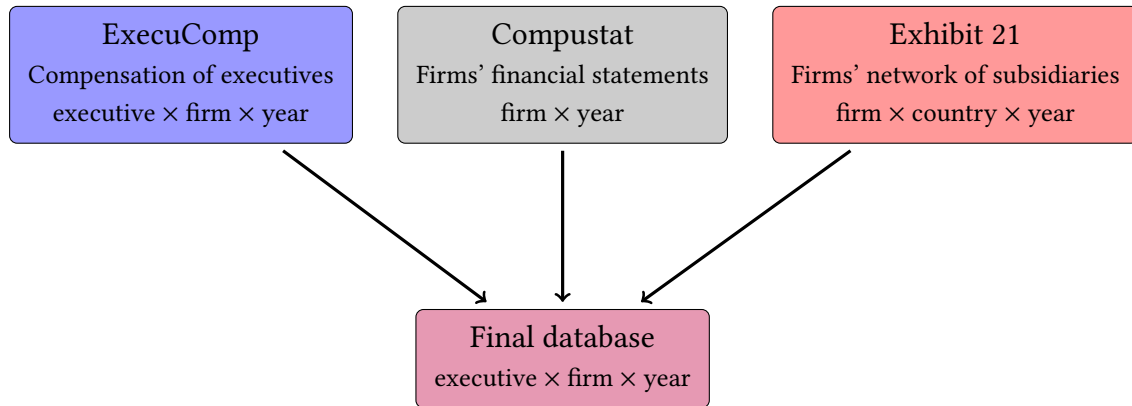 ExecuComp
Compensation of executives
executive × firm × year
Compustat
Firms' financial statements
firm × year
Exhibit 21
Firms' network of subsidiaries
firm × country × year
Final database
executive × firm × year